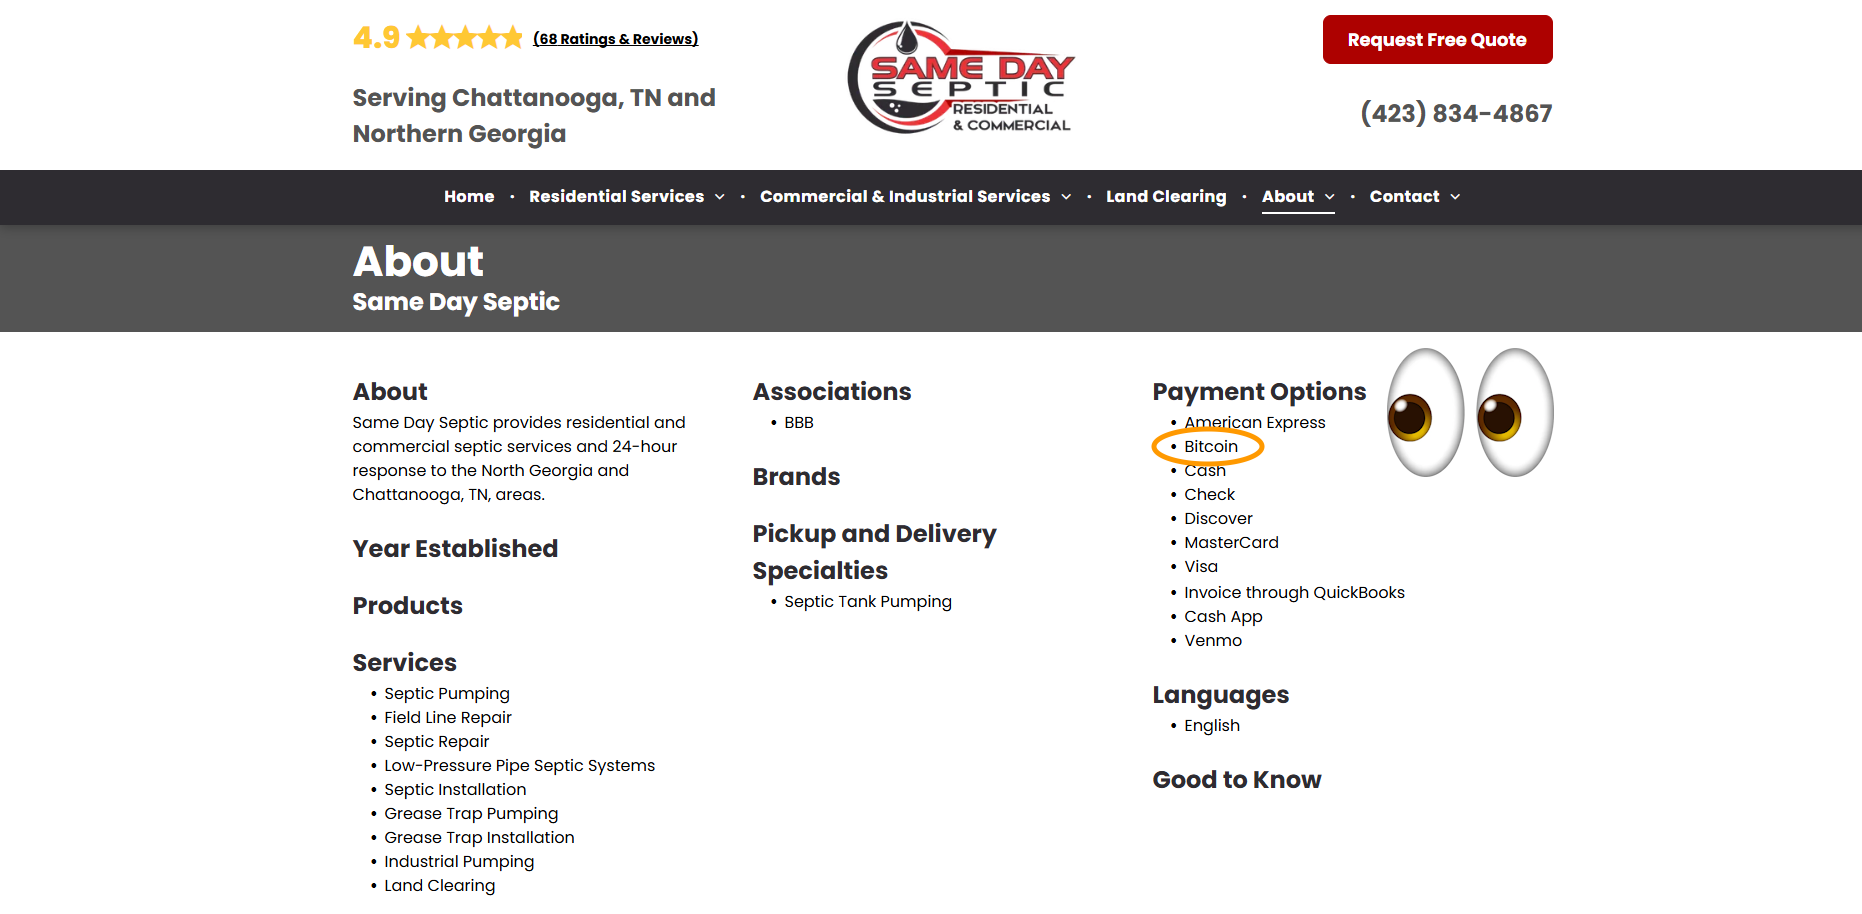 4.9 (68 Ratings & Reviews)
Serving Chattanooga, TN and
Northern Georgia
SAME DAY
SEPTIC
RESIDENTIAL
& COMMERCIAL
Request Free Quote
(423) 834-4867
Home • Residential Services • Commercial & Industrial Services • Land Clearing • About • Contact
About
Same Day Septic
About
Same Day Septic provides residential and
commercial septic services and 24-hour
response to the North Georgia and
Chattanooga, TN, areas.
Year Established
Products
Services
• Septic Pumping
• Field Line Repair
• Septic Repair
• Low-Pressure Pipe Septic Systems
• Septic Installation
• Grease Trap Pumping
• Grease Trap Installation
• Industrial Pumping
• Land Clearing
Associations
• BBB
Brands
Pickup and Delivery
Specialties
• Septic Tank Pumping
Payment Options
• American Express
• Bitcoin
• Cash
• Check
• Discover
• MasterCard
• Visa
• Invoice through QuickBooks
• Cash App
• Venmo
Languages
• English
Good to Know